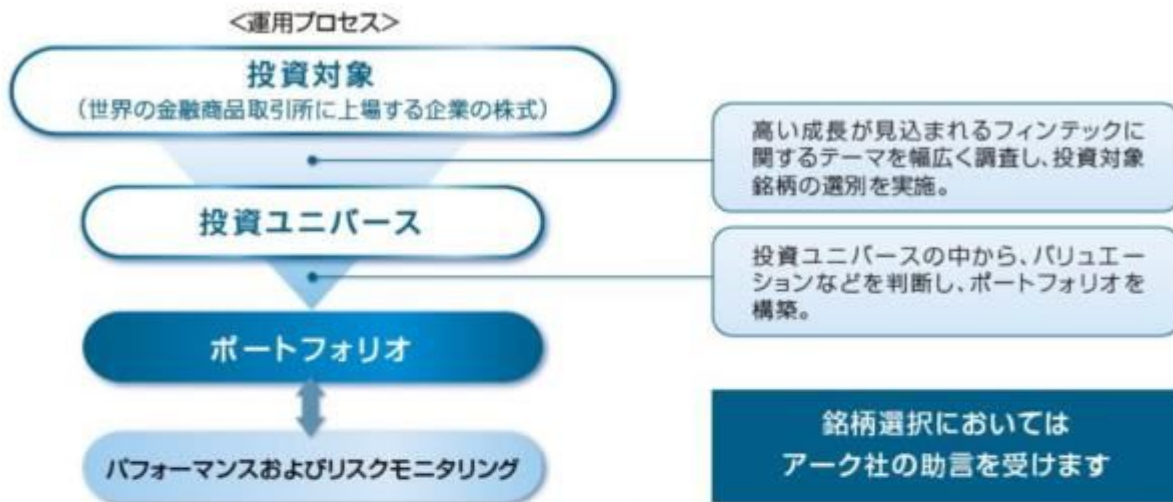 <運用プロセス>
投資対象
（世界の金融商品取引所に上場する企業の株式）
高い成長が見込まれるフィンテックに
関するテーマを幅広く調査し、投資対象
銘柄の選別を実施。
投資ユニバース
投資ユニバースの中から、バリュエー
ションなどを判断し、ポートフォリオを
構築。
ポートフォリオ
パフォーマンスおよびリスクモニタリング
銘柄選択においては
アーク社の助言を受けます